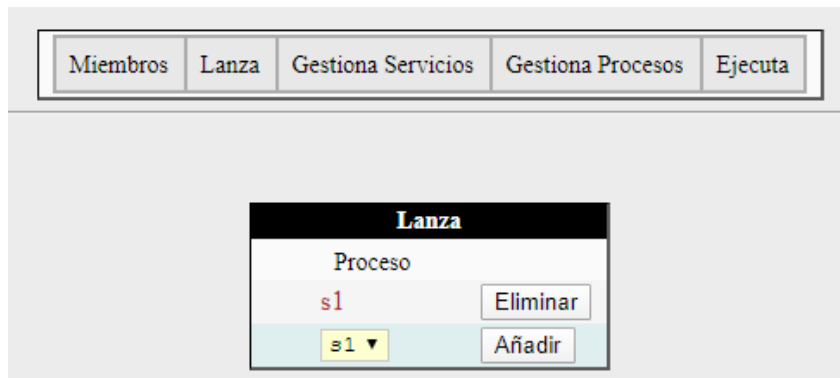 Miembros Lanza Gestiona Servicios Gestiona Procesos Ejecuta
Lanza
Proceso
s1 Eliminar
s1 ▼ Añadir